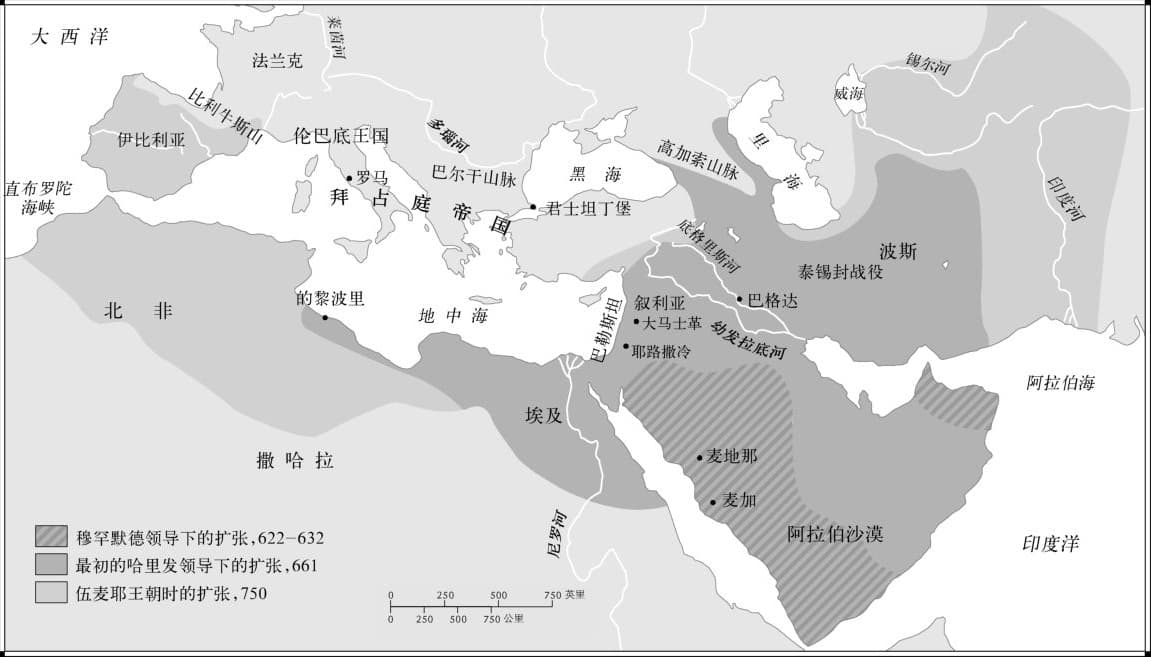 大西洋
莱茵河
法兰克
锡尔河
咸海
比利牛斯山
伊比利亚
伦巴底王国
多瑙河
里海
高加索山脉
巴尔干山脉
黑海
罗马
直布罗陀
海峡
拜占庭帝国
君士坦丁堡
印度河
底格里斯河
波斯
泰锡封战役
的黎波里
北非
地中海
巴勒斯坦
叙利亚
巴格达
大马士革
幼发拉底河
耶路撒冷
阿拉伯海
埃及
撒哈拉
麦地那
麦加
尼罗河
阿拉伯沙漠
印度洋
穆罕默德领导下的扩张,622-632
最初的哈里发领导下的扩张,661
伍麦耶王朝时的扩张,750
0 250 500 750 英里
0 250 500 750 公里